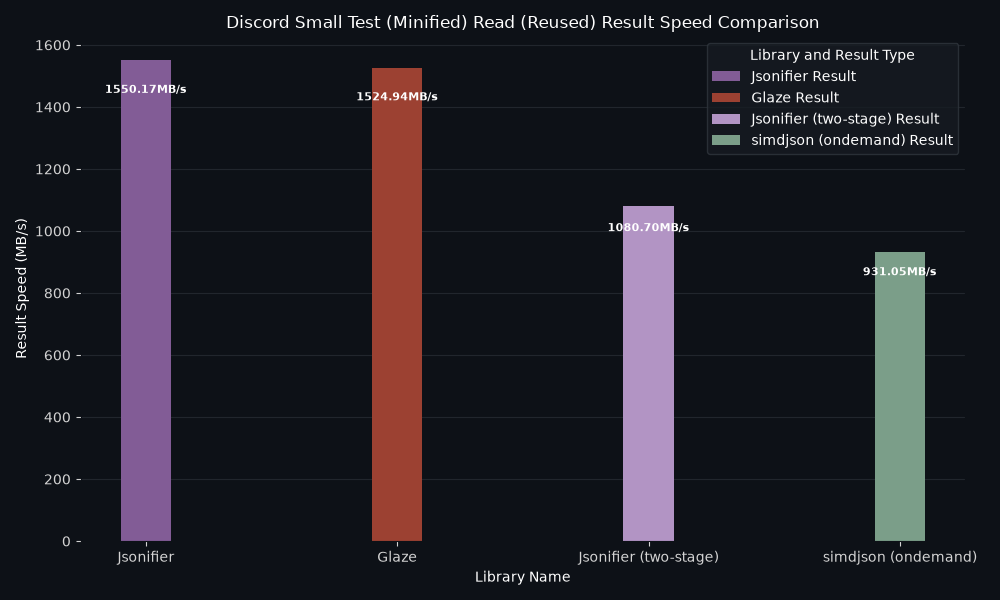 Discord Small Test (Minified) Read (Reused) Result Speed Comparison
Library and Result Type
Jsonifier Result
Glaze Result
Jsonifier (two-stage) Result
simdjson (ondemand) Result
1550.17MB/s
1524.94MB/s
1080.70MB/s
931.05MB/s
Result Speed (MB/s)
1600
1400
1200
1000
800
600
400
200
0
Jsonifier
Glaze
Jsonifier (two-stage)
simdjson (ondemand)
Library Name